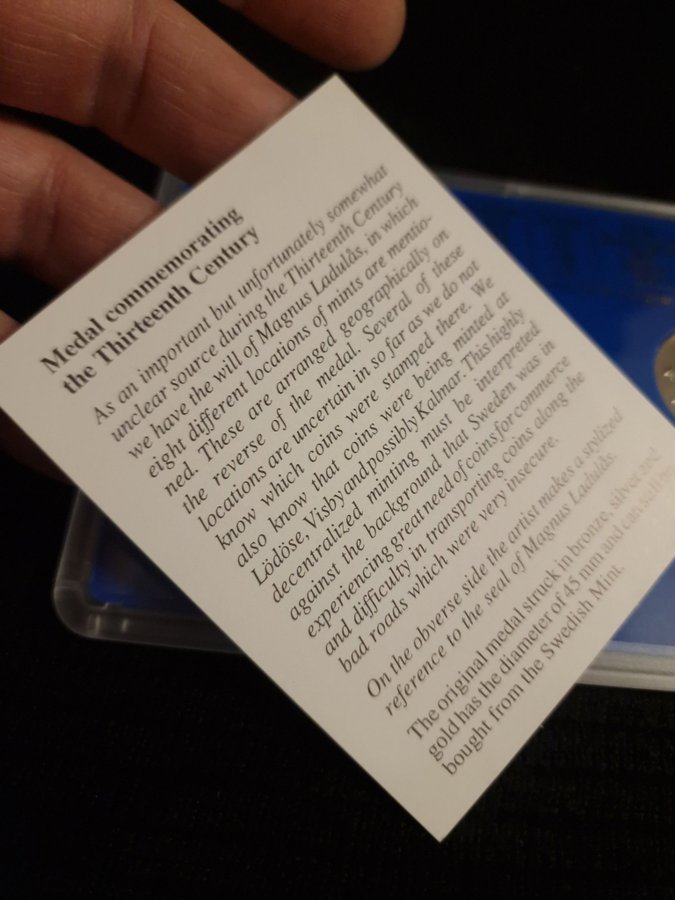 Medal commemorating
the Thirteenth Century
As an important but unfortunately somewhat
unclear source during the Thirteenth Century
we have the will of Magnus Ladulås, in which
eight different locations of mints are mentio-
ned. These are arranged geographically on
the reverse of the medal. Several of these
locations are uncertain in so far as we do not
know which coins were stamped there. We
also know that coins were being minted at
Lödöse, Visby and possibly Kalmar. This highly
decentralized minting must be interpreted
against the background that Sweden was in
experiencing great need of coins for commerce
and difficulty in transporting coins along the
bad roads which were very insecure.
On the obverse side the artist makes a stylized
reference to the seal of Magnus Ladulås.
The original medal struck in bronze, silver and
gold has the diameter of 45 mm and can
bought from the Swedish Mint.